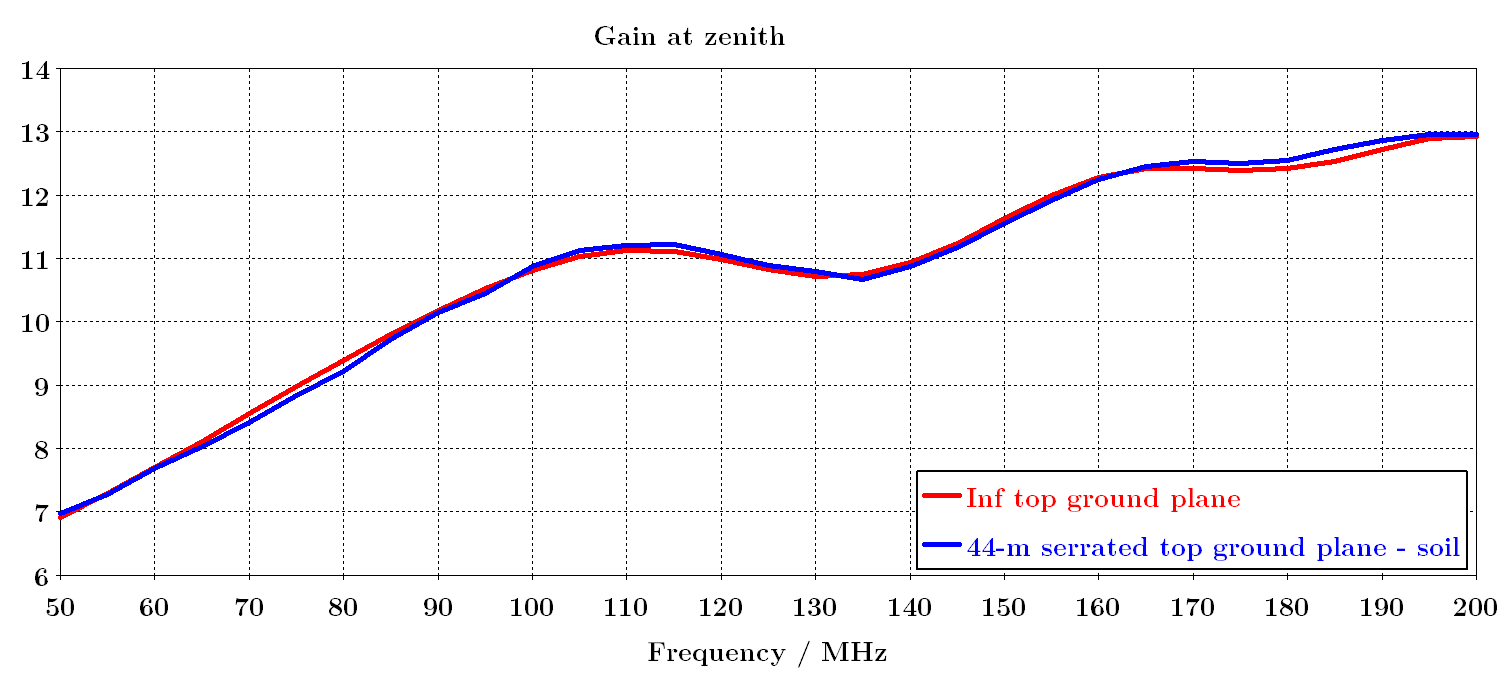 Gain at zenith
14
13
12
11
10
9
8
7
6
50 60 70 80 90 100 110 120 130 140 150 160 170 180 190 200
Frequency / MHz
Inf top ground plane
44-m serrated top ground plane - soil